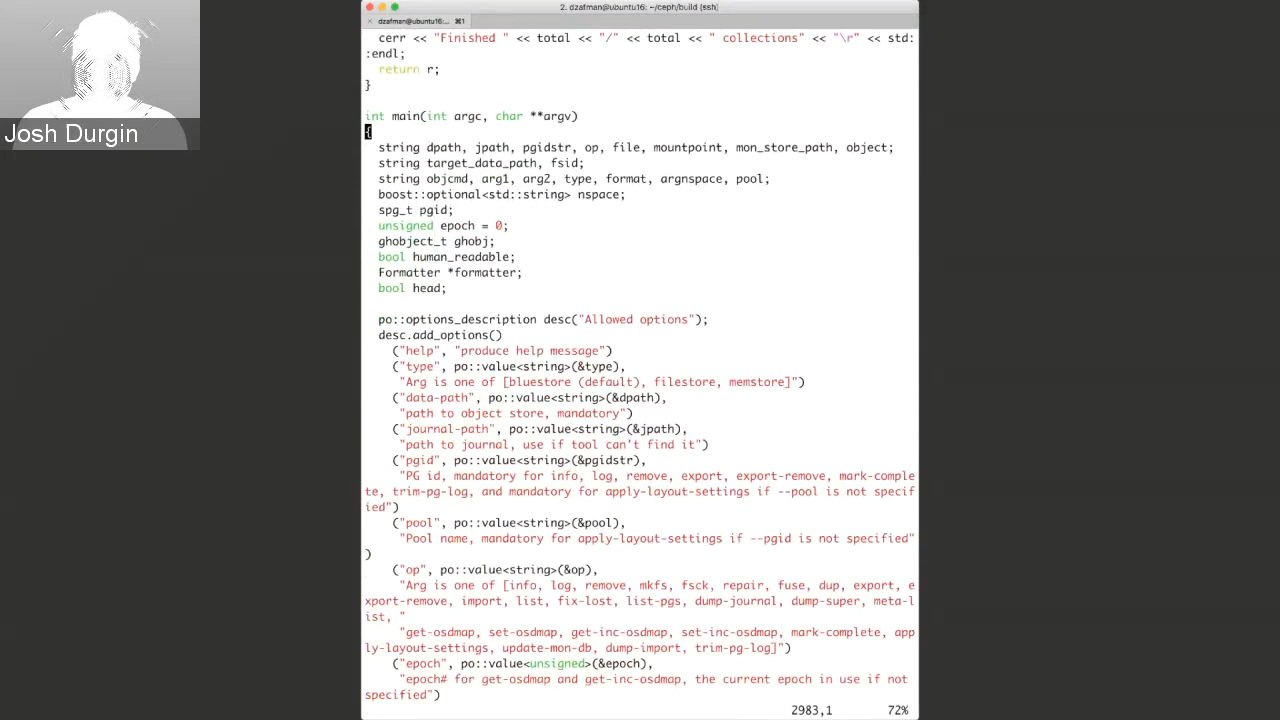 2. dzafman@ubuntu16: ~/ceph/build (ssh)
× dzafman@ubuntu16:... ⌘1
cerr << "Finished " << total << "/" << total << " collections" << "\r" << std:
:endl;
return r;
}
int main(int argc, char **argv)
{
string dpath, jpath, pgidstr, op, file, mountpoint, mon_store_path, object;
string target_data_path, fsid;
string objcmd, arg1, arg2, type, format, argnspace, pool;
boost::optional<std::string> nspace;
spg_t pgid;
unsigned epoch = 0;
ghobject_t ghobj;
bool human_readable;
Formatter *formatter;
bool head;
po::options_description desc("Allowed options");
desc.add_options()
("help", "produce help message")
("type", po::value<string>(&type),
"Arg is one of [bluestore (default), filestore, memstore]")
("data-path", po::value<string>(&dpath),
"path to object store, mandatory")
("journal-path", po::value<string>(&jpath),
"path to journal, use if tool can't find it")
("pgid", po::value<string>(&pgidstr),
"PG id, mandatory for info, log, remove, export, export-remove, mark-comple
te, trim-pg-log, and mandatory for apply-layout-settings if --pool is not specif
ied")
("pool", po::value<string>(&pool),
"Pool name, mandatory for apply-layout-settings if --pgid is not specified"
)
("op", po::value<string>(&op),
"Arg is one of [info, log, remove, mkfs, fsck, repair, fuse, dup, export, e
xport-remove, import, list, fix-lost, list-pgs, dump-journal, dump-super, meta-l
ist, "
"get-osdmap, set-osdmap, get-inc-osdmap, set-inc-osdmap, mark-complete, app
ly-layout-settings, update-mon-db, dump-import, trim-pg-log]")
("epoch", po::value<unsigned>(&epoch),
"epoch# for get-osdmap and get-inc-osdmap, the current epoch in use if not
specified")
2983,1 72%
Josh Durgin